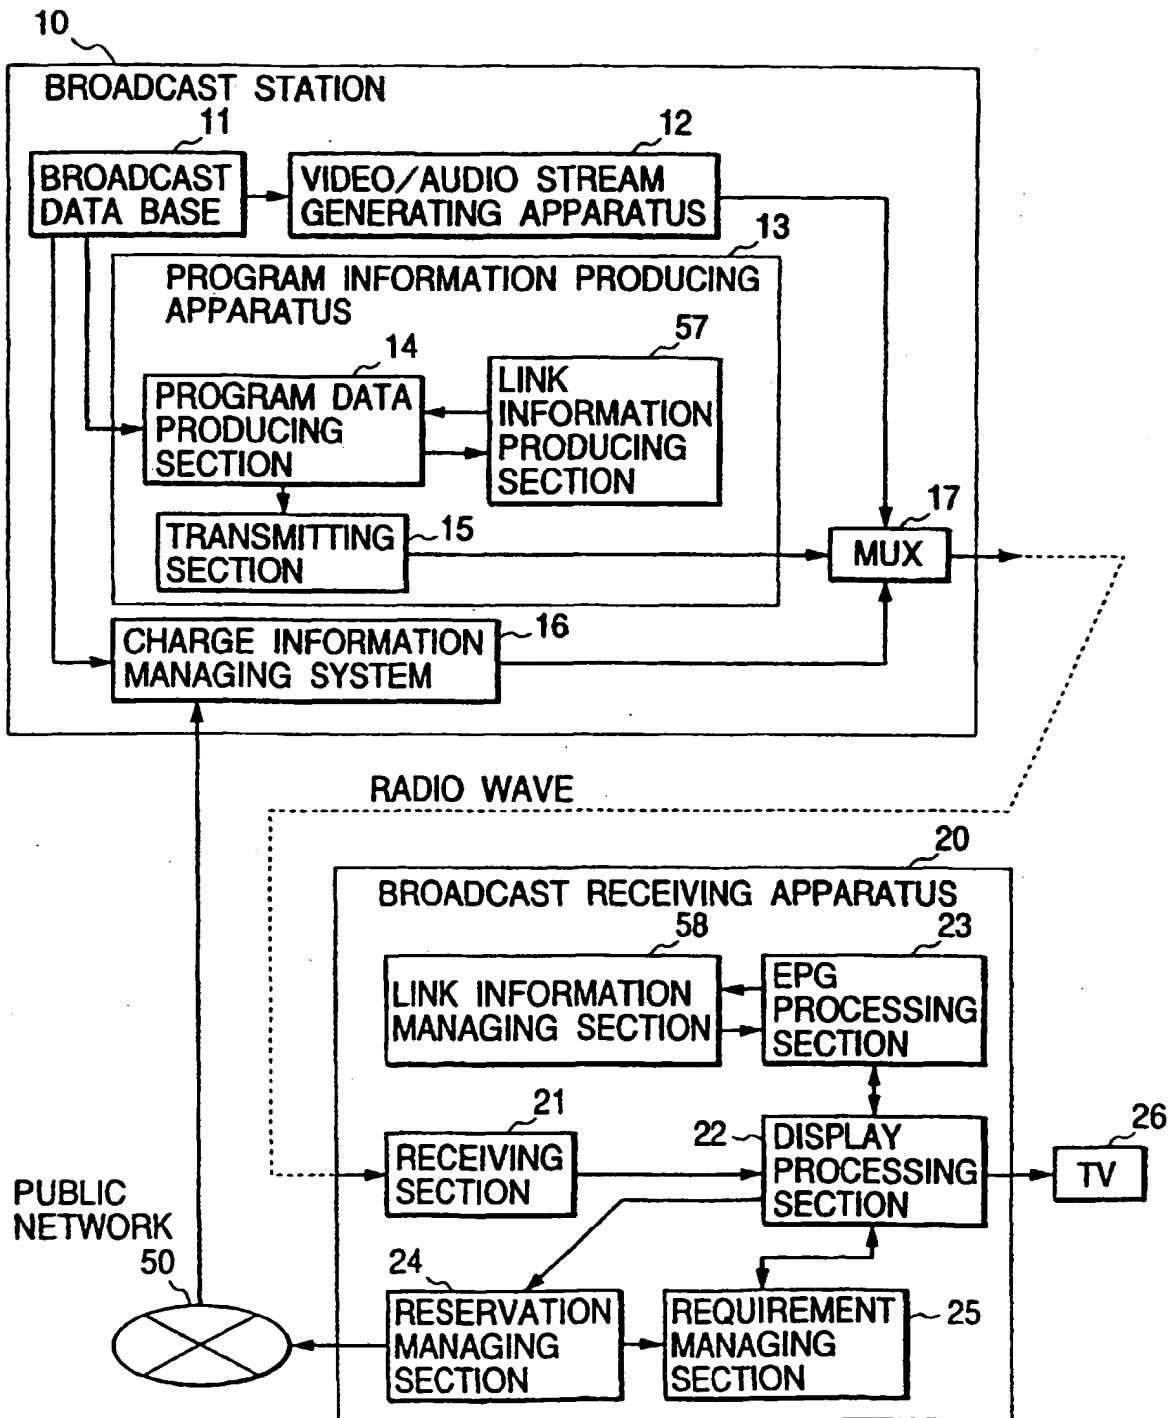 10
BROADCAST STATION
11
12
BROADCAST
DATA BASE
VIDEO/AUDIO STREAM
GENERATING APPARATUS
13
PROGRAM INFORMATION PRODUCING
APPARATUS
14
57
PROGRAM DATA
PRODUCING
SECTION
LINK
INFORMATION
PRODUCING
SECTION
15
TRANSMITTING
SECTION
17
MUX
16
CHARGE INFORMATION
MANAGING SYSTEM
RADIO WAVE
20
BROADCAST RECEIVING APPARATUS
58
23
LINK INFORMATION
MANAGING SECTION
EPG
PROCESSING
SECTION
21
RECEIVING
SECTION
22
DISPLAY
PROCESSING
SECTION
26
TV
PUBLIC
NETWORK
50
24
RESERVATION
MANAGING
SECTION
REQUIREMENT
MANAGING
SECTION
25